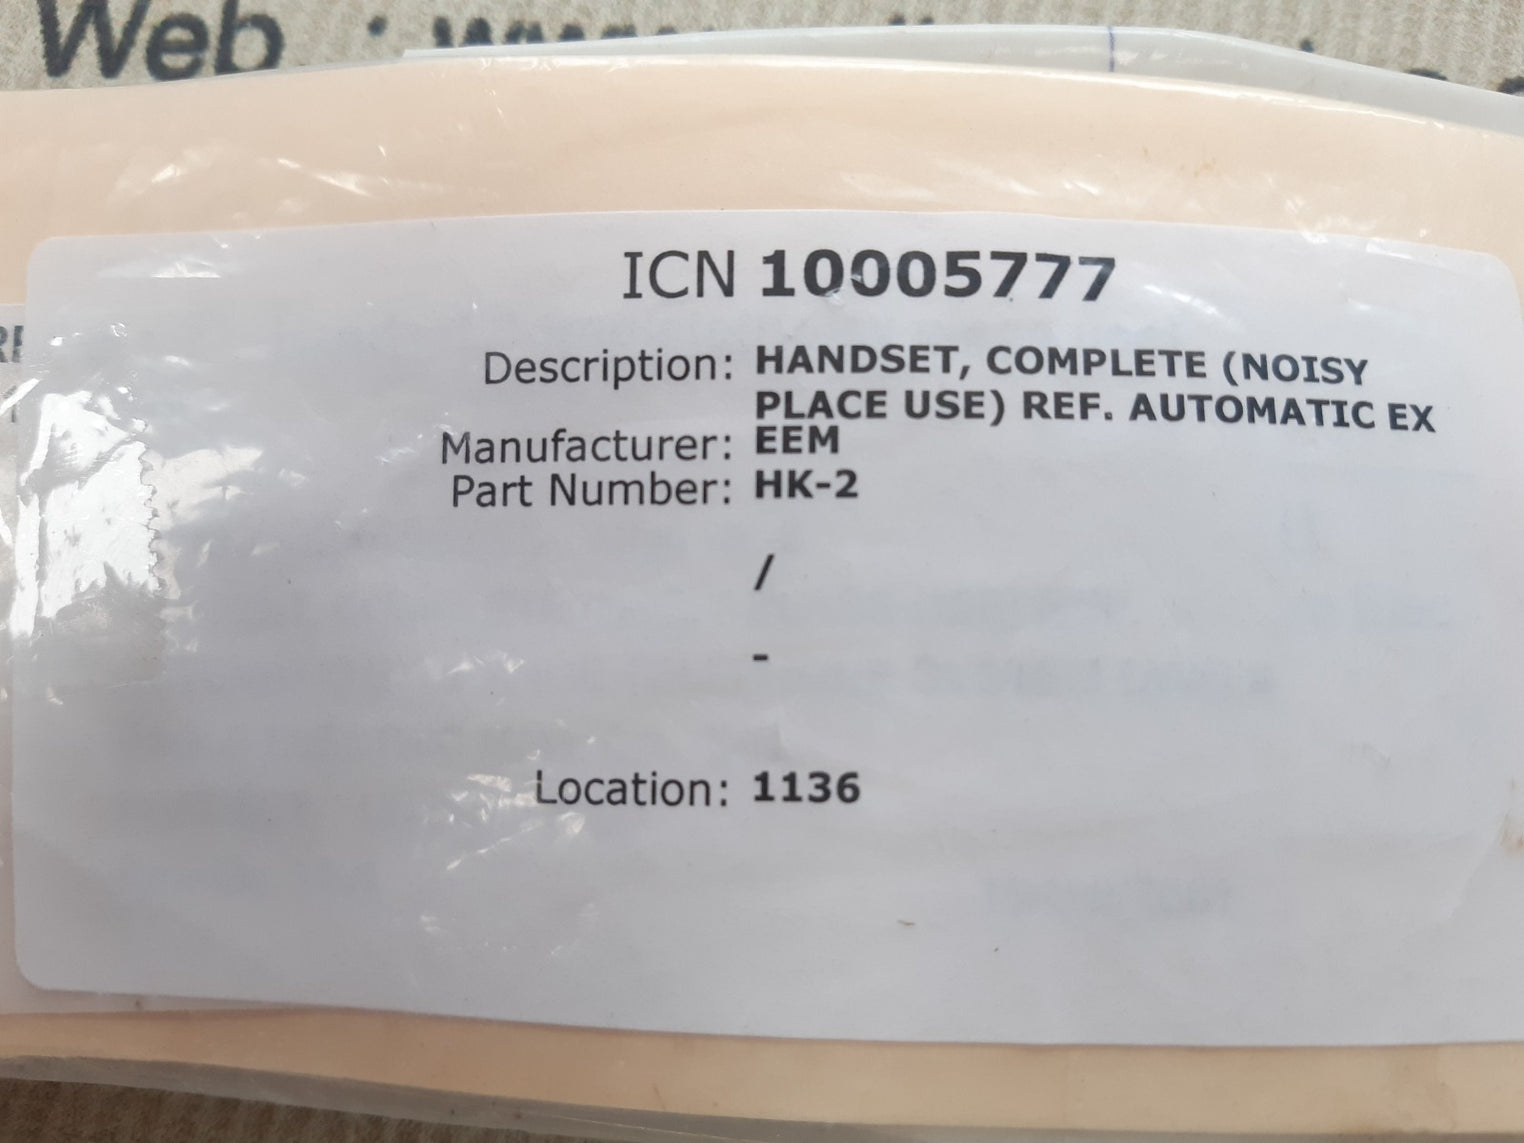 Web :
ICN 10005777
Description: HANDSET, COMPLETE (NOISY
PLACE USE) REF. AUTOMATIC EX
Manufacturer: EEM
Part Number: HK-2
/
-
Location: 1136